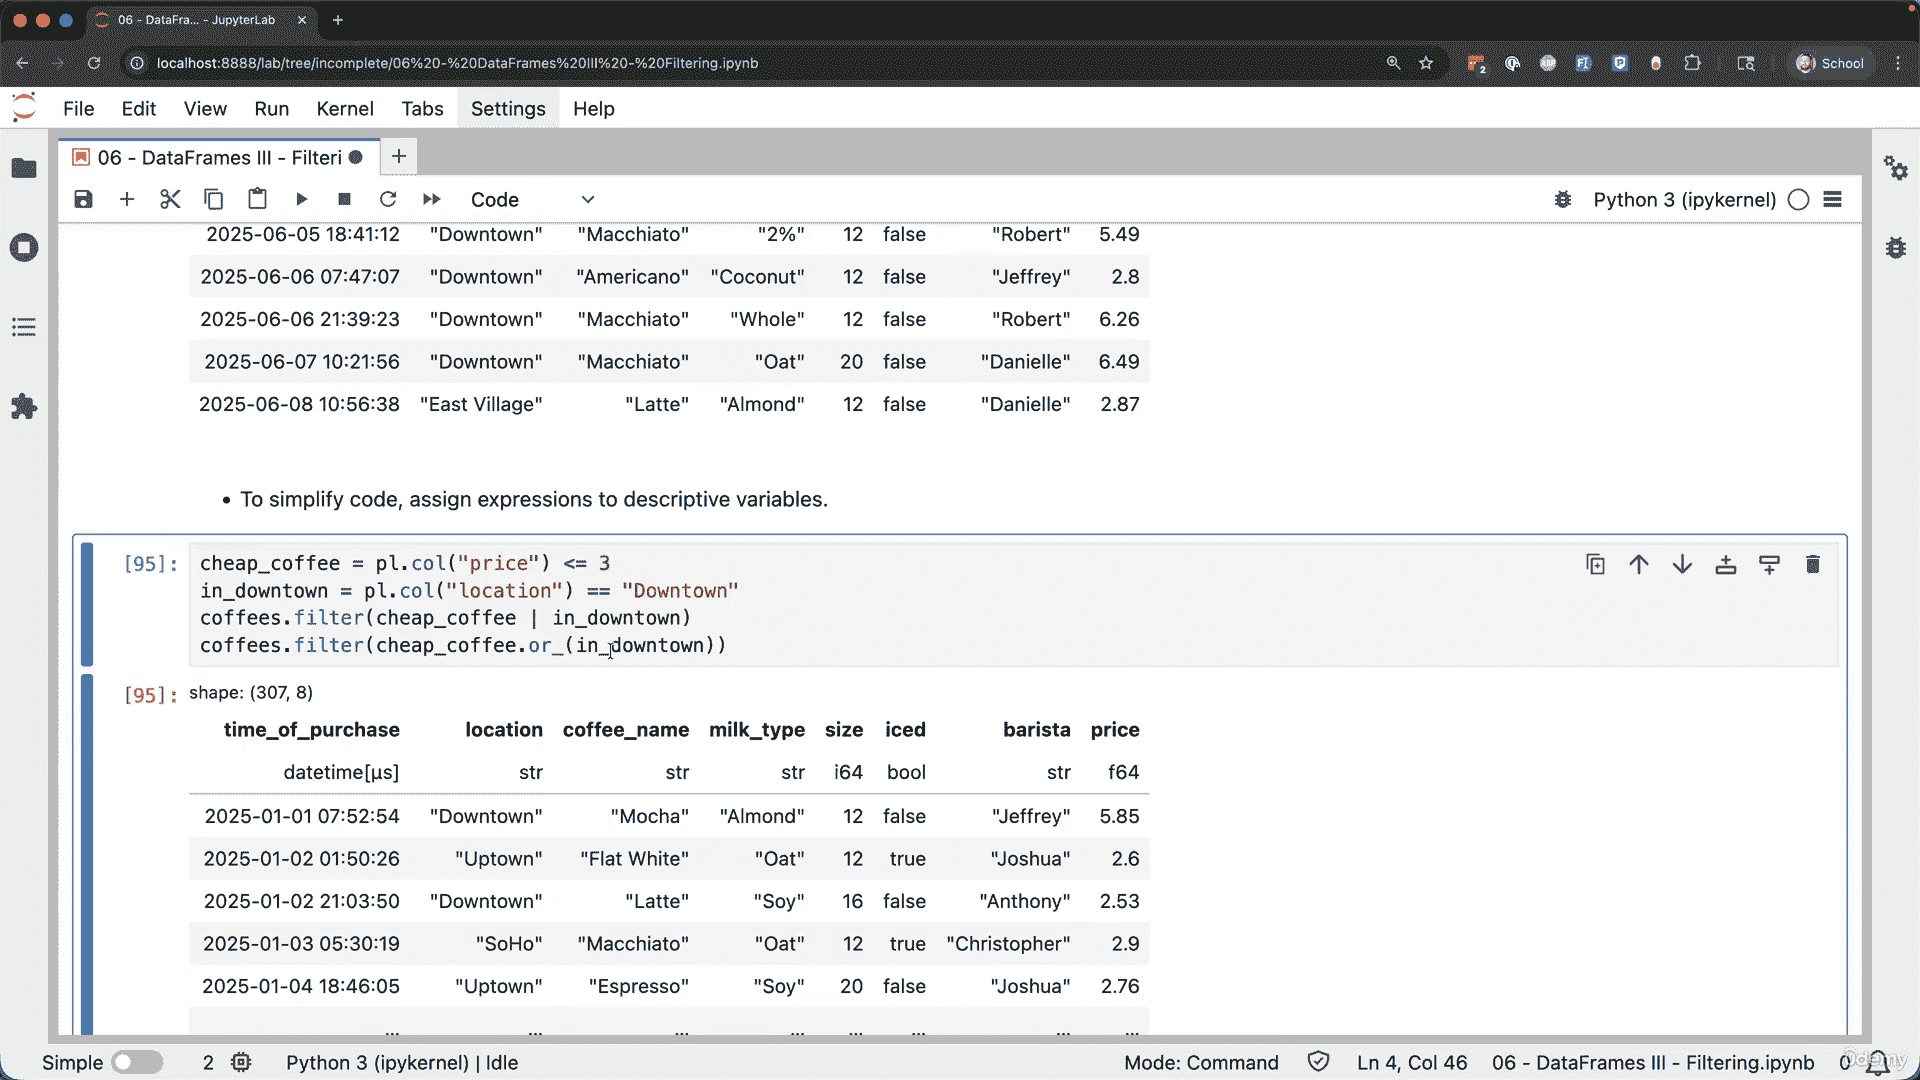 06 - DataFra... - JupyterLab
localhost:8888/lab/tree/incomplete/06%20-%20DataFrames%20III%20-%20Filtering.ipynb
2
School
File Edit View Run Kernel Tabs Settings Help
06 - DataFrames III - Filteri
Code
Python 3 (ipykernel)
2025-06-05 18:41:12 "Downtown" "Macchiato" "2%" 12 false "Robert" 5.49
2025-06-06 07:47:07 "Downtown" "Americano" "Coconut" 12 false "Jeffrey" 2.8
2025-06-06 21:39:23 "Downtown" "Macchiato" "Whole" 12 false "Robert" 6.26
2025-06-07 10:21:56 "Downtown" "Macchiato" "Oat" 20 false "Danielle" 6.49
2025-06-08 10:56:38 "East Village" "Latte" "Almond" 12 false "Danielle" 2.87
• To simplify code, assign expressions to descriptive variables.
[95]: cheap_coffee = pl.col("price") <= 3
in_downtown = pl.col("location") == "Downtown"
coffees.filter(cheap_coffee | in_downtown)
coffees.filter(cheap_coffee.or_(in_downtown))
[95]: shape: (307, 8)
time_of_purchase location coffee_name milk_type size iced barista price
datetime[μs] str str str i64 bool str f64
2025-01-01 07:52:54 "Downtown" "Mocha" "Almond" 12 false "Jeffrey" 5.85
2025-01-02 01:50:26 "Uptown" "Flat White" "Oat" 12 true "Joshua" 2.6
2025-01-02 21:03:50 "Downtown" "Latte" "Soy" 16 false "Anthony" 2.53
2025-01-03 05:30:19 "SoHo" "Macchiato" "Oat" 12 true "Christopher" 2.9
2025-01-04 18:46:05 "Uptown" "Espresso" "Soy" 20 false "Joshua" 2.76
... ... ... ... ... ... ... ...
Simple 2 Python 3 (ipykernel) | Idle Mode: Command Ln 4, Col 46 06 - DataFrames III - Filtering.ipynb 0
udemy